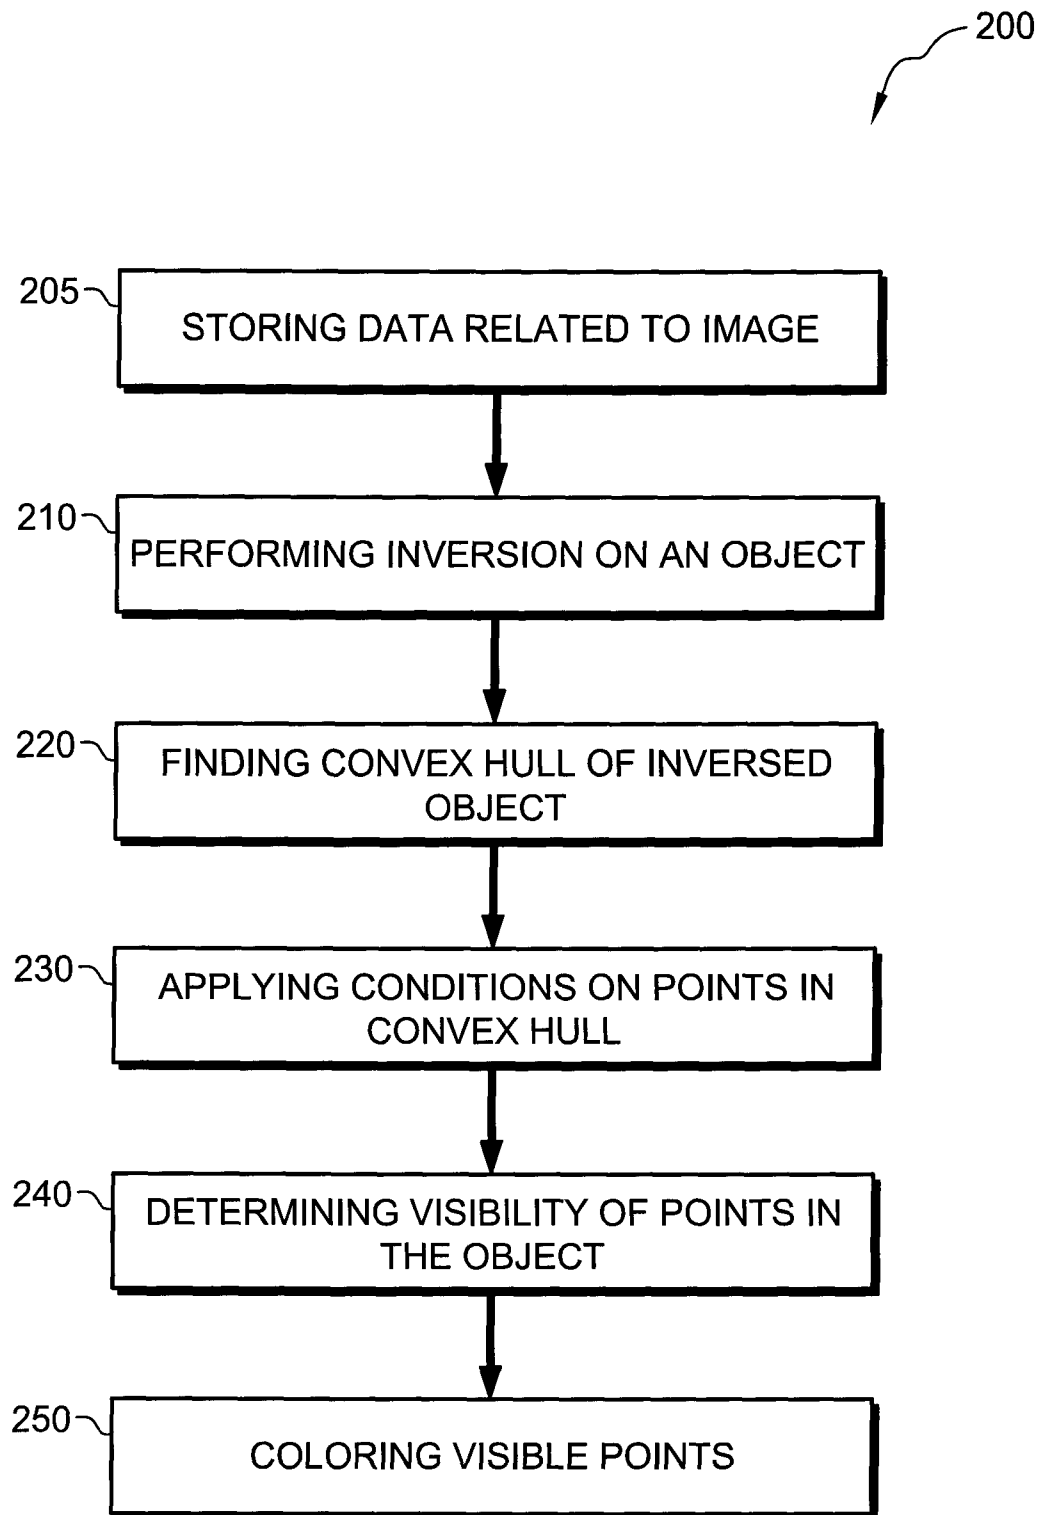 200
205
STORING DATA RELATED TO IMAGE
210
PERFORMING INVERSION ON AN OBJECT
220
FINDING CONVEX HULL OF INVERSED
OBJECT
230
APPLYING CONDITIONS ON POINTS IN
CONVEX HULL
240
DETERMINING VISIBILITY OF POINTS IN
THE OBJECT
250
COLORING VISIBLE POINTS